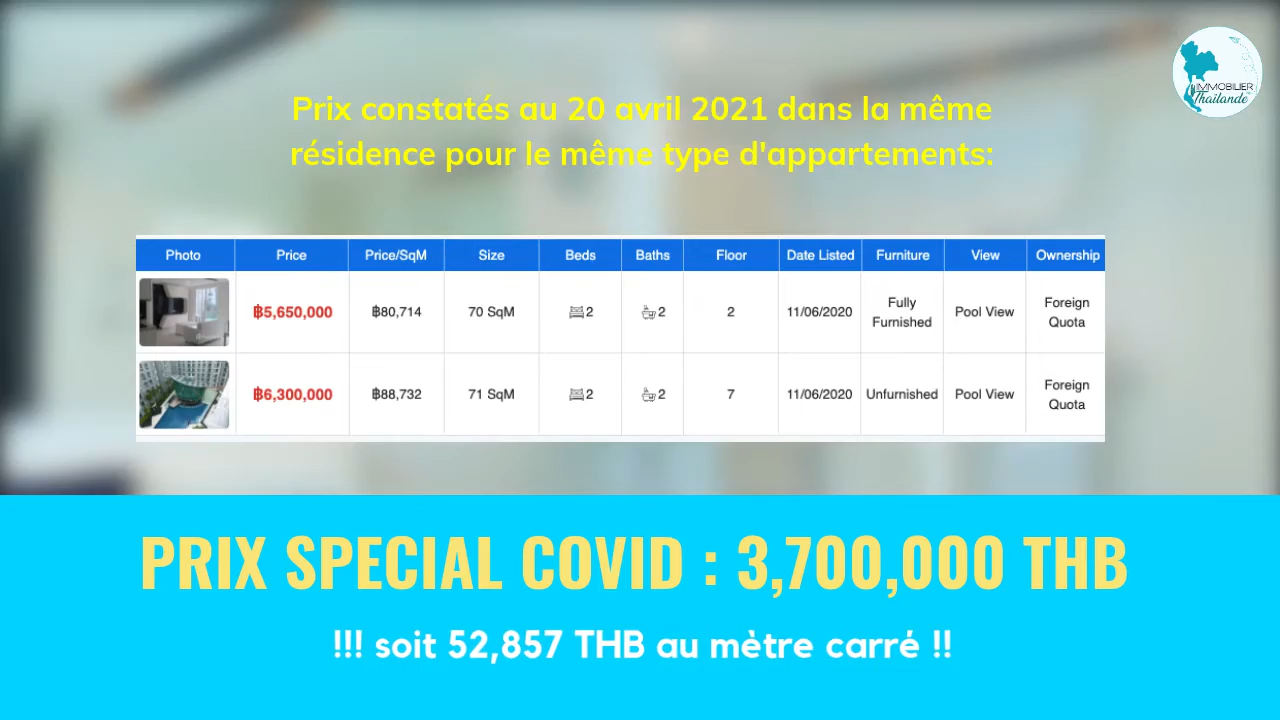 IMMOBILIER
Thaïlande
Prix constatés au 20 avril 2021 dans la même
résidence pour le même type d'appartements:
Photo Price Price/SqM Size Beds Baths Floor Date Listed Furniture View Ownership
฿5,650,000 ฿80,714 70 SqM 2 2 2 11/06/2020 Fully Furnished Pool View Foreign Quota
฿6,300,000 ฿88,732 71 SqM 2 2 7 11/06/2020 Unfurnished Pool View Foreign Quota
PRIX SPECIAL COVID : 3,700,000 THB
!!! soit 52,857 THB au mètre carré !!